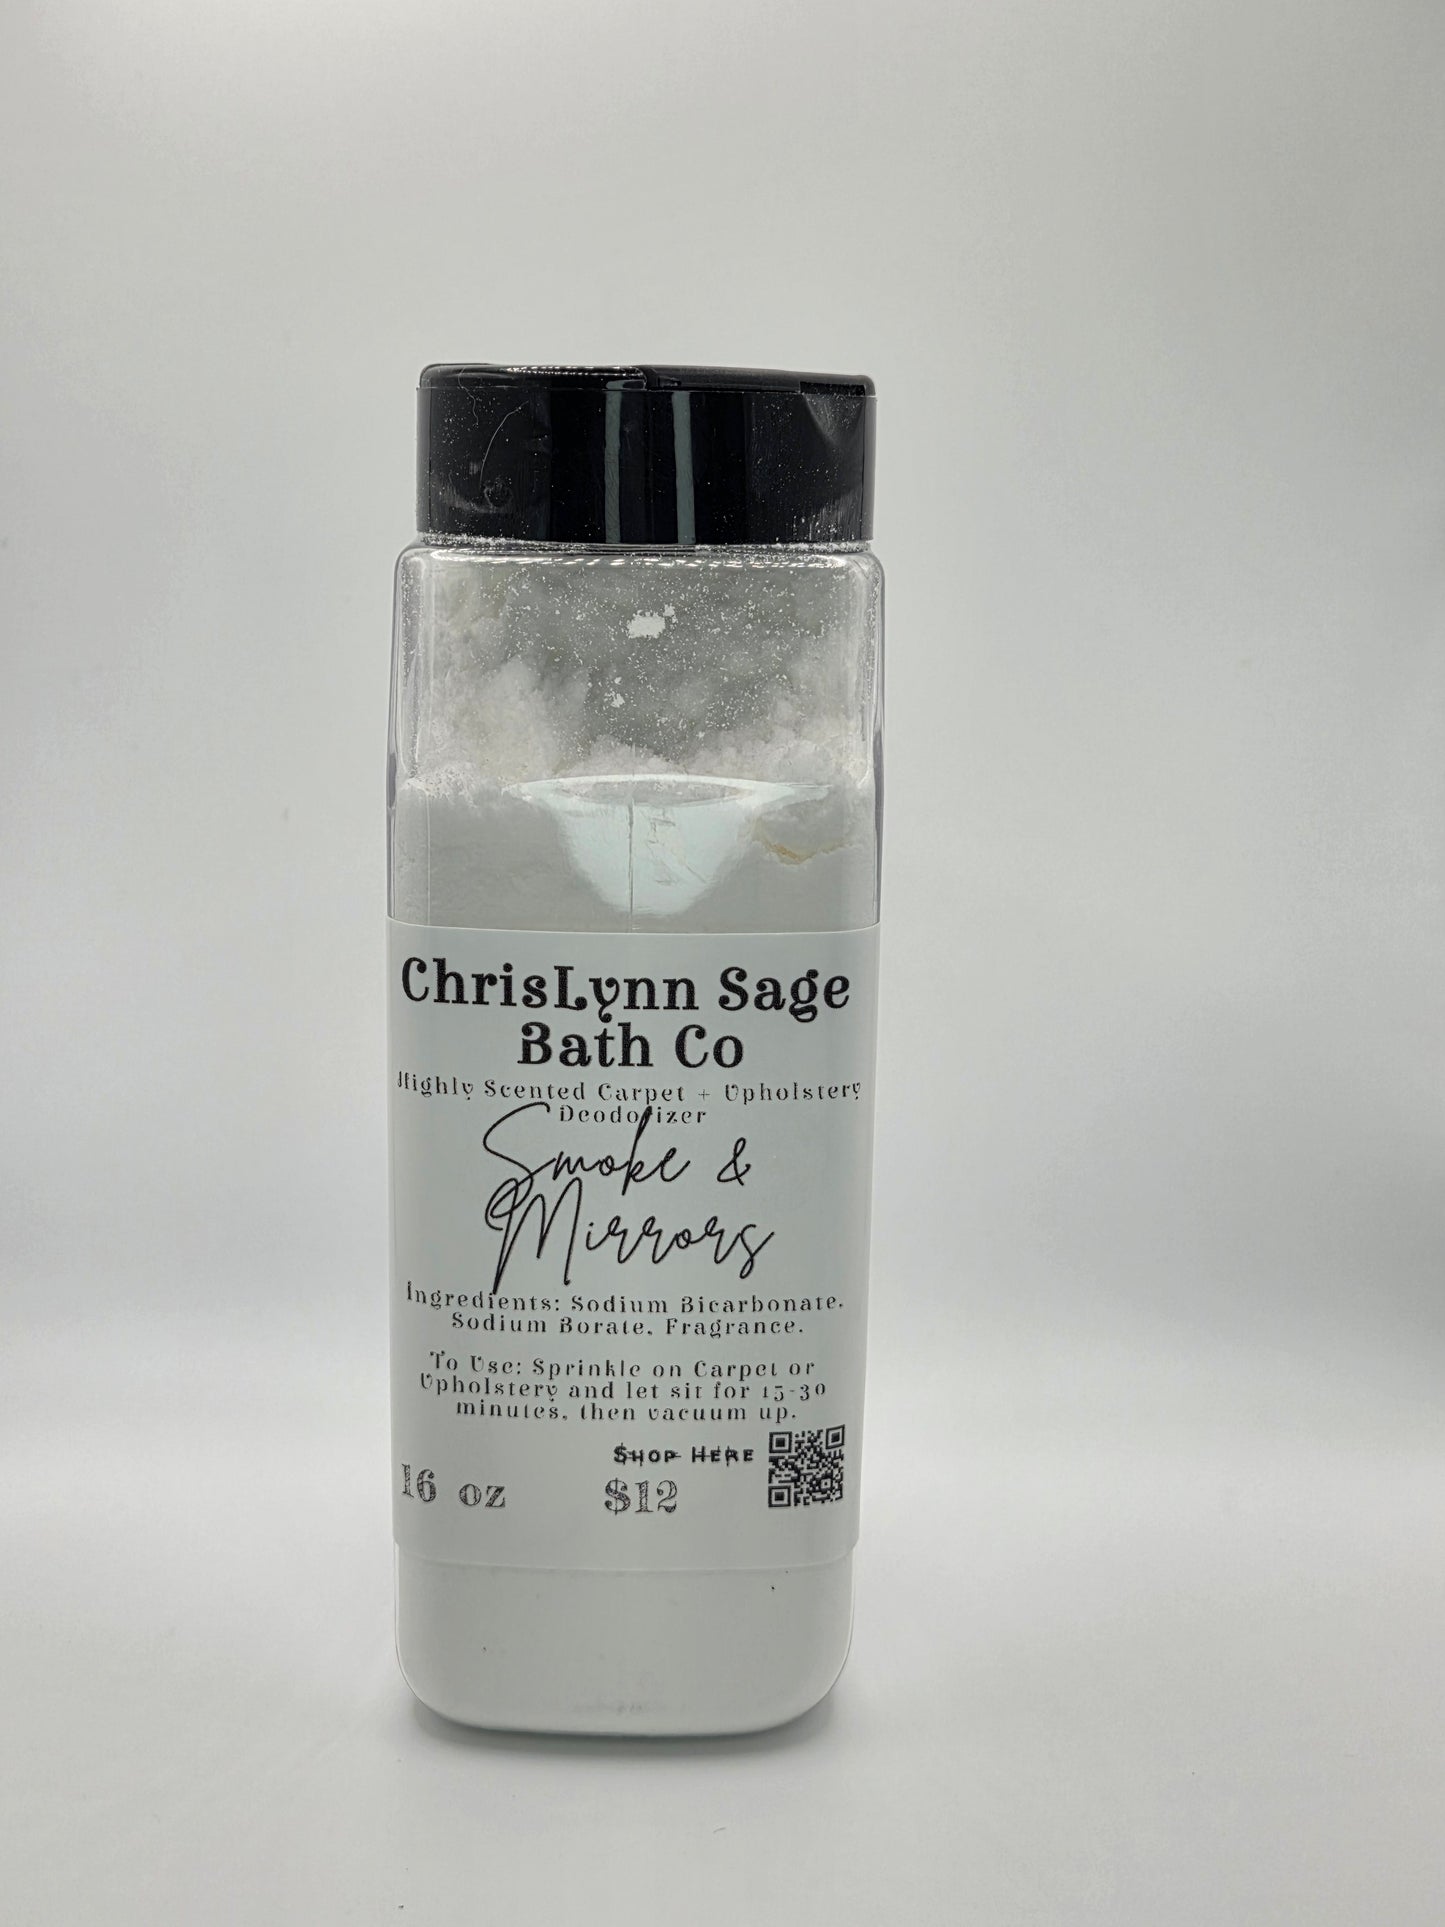 ChrisLynn Sage
Bath Co
Highly Scented Carpet + Upholstery
Deodorizer
Smoke &
Mirrors
Ingredients: Sodium Bicarbonate,
Sodium Borate, Fragrance.
To Use: Sprinkle on Carpet or
Upholstery and let sit for 15-30
minutes, then vacuum up.
Shop Here
16 oz $12